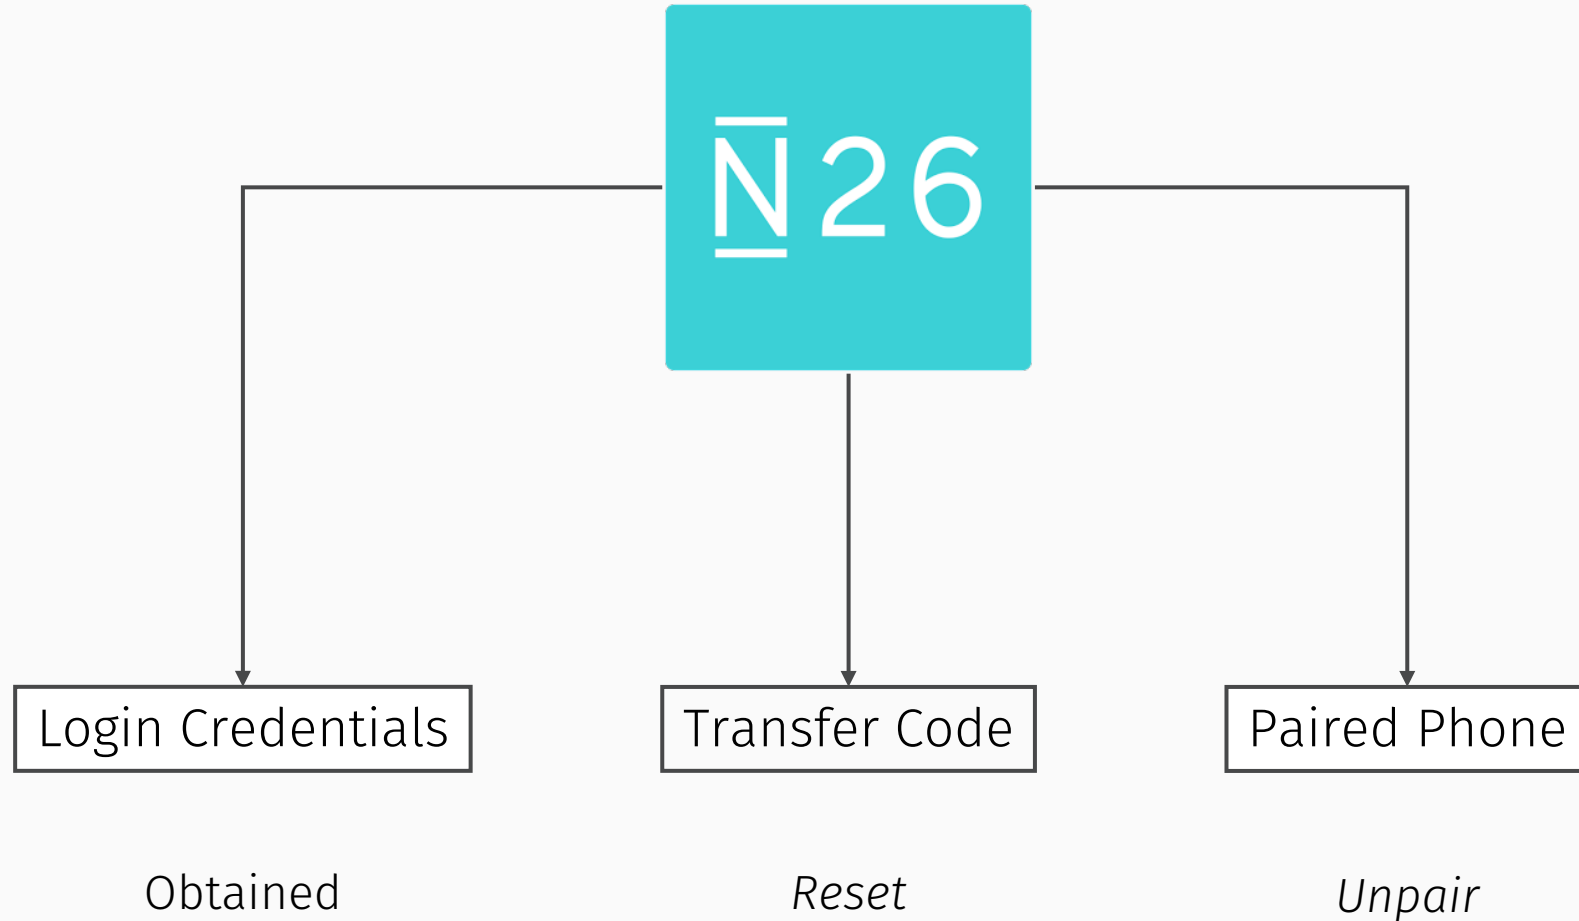 N26
Login Credentials
Transfer Code
Paired Phone
Obtained
Reset
Unpair